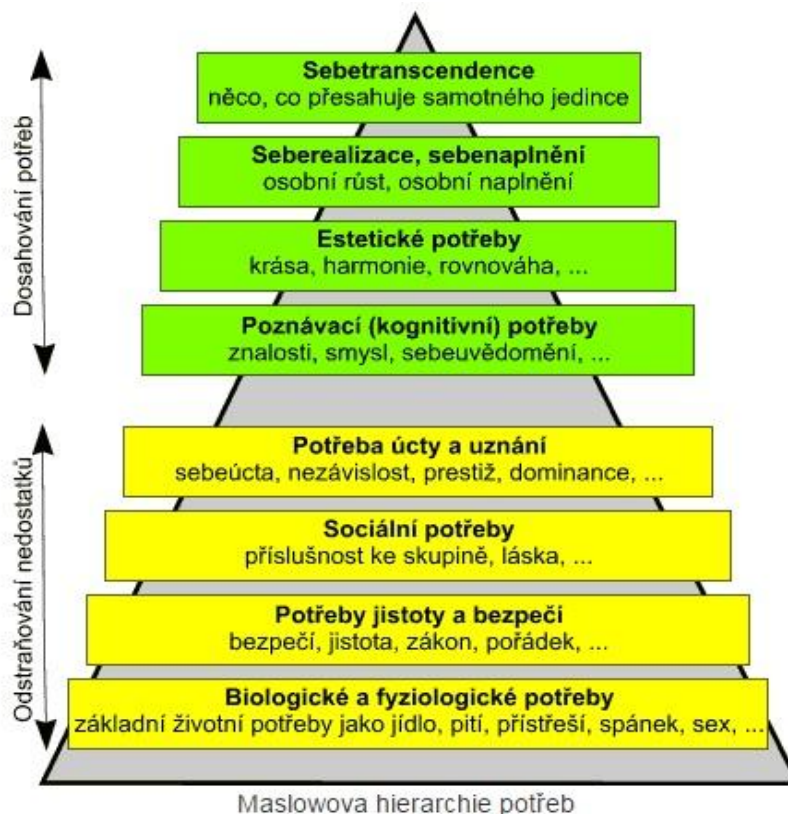 Sebetranscendence
něco, co přesahuje samotného jedince
Seberealizace, sebenaplnění
osobní růst, osobní naplnění
Estetické potřeby
krása, harmonie, rovnováha, ...
Poznávací (kognitivní) potřeby
znalosti, smysl, sebeuvědomění, ...
Dosahování potřeb
Potřeba úcty a uznání
sebeúcta, nezávislost, prestiž, dominance, ...
Sociální potřeby
příslušnost ke skupině, láska, ...
Potřeby jistoty a bezpečí
bezpečí, jistota, zákon, pořádek, ...
Biologické a fyziologické potřeby
základní životní potřeby jako jídlo, pití, přístřeší, spánek, sex, ...
Odstraňování nedostatků
Maslowova hierarchie potřeb